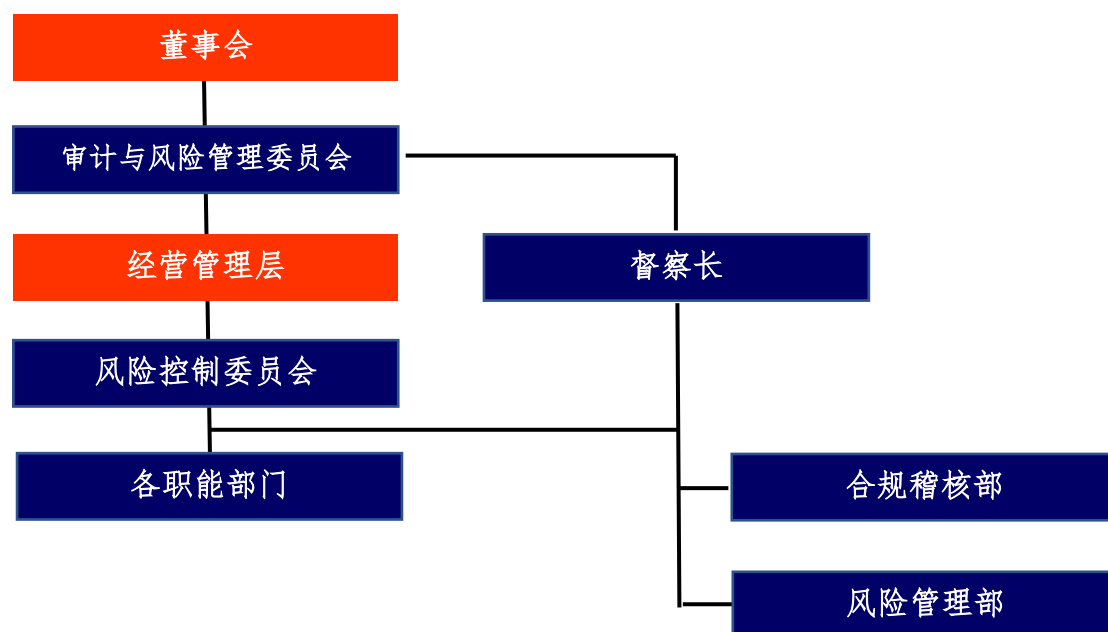 董事会
审计与风险管理委员会
经营管理层
督察长
风险控制委员会
各职能部门
合规稽核部
风险管理部